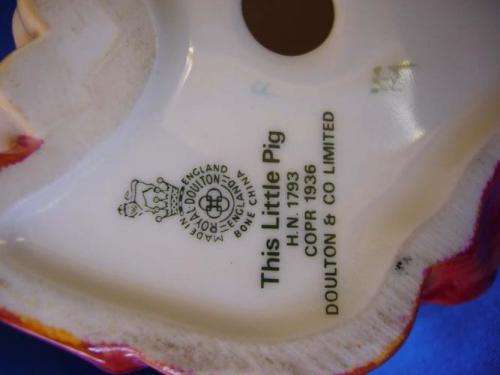 MADE IN ENGLAND
ROYAL DOULTON
ENGLAND
BONE CHINA
This Little Pig
H.N. 1793
COPR 1936
DOULTON & CO LIMITED